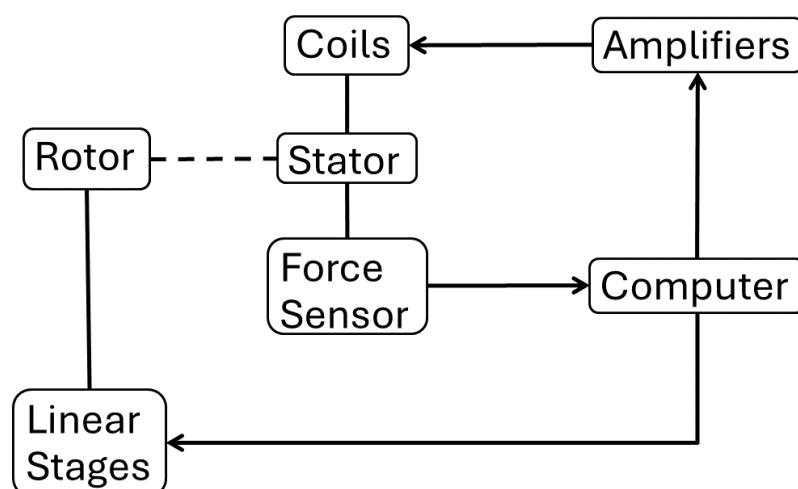 Coils
Amplifiers
Rotor
Stator
Force
Sensor
Computer
Linear
Stages